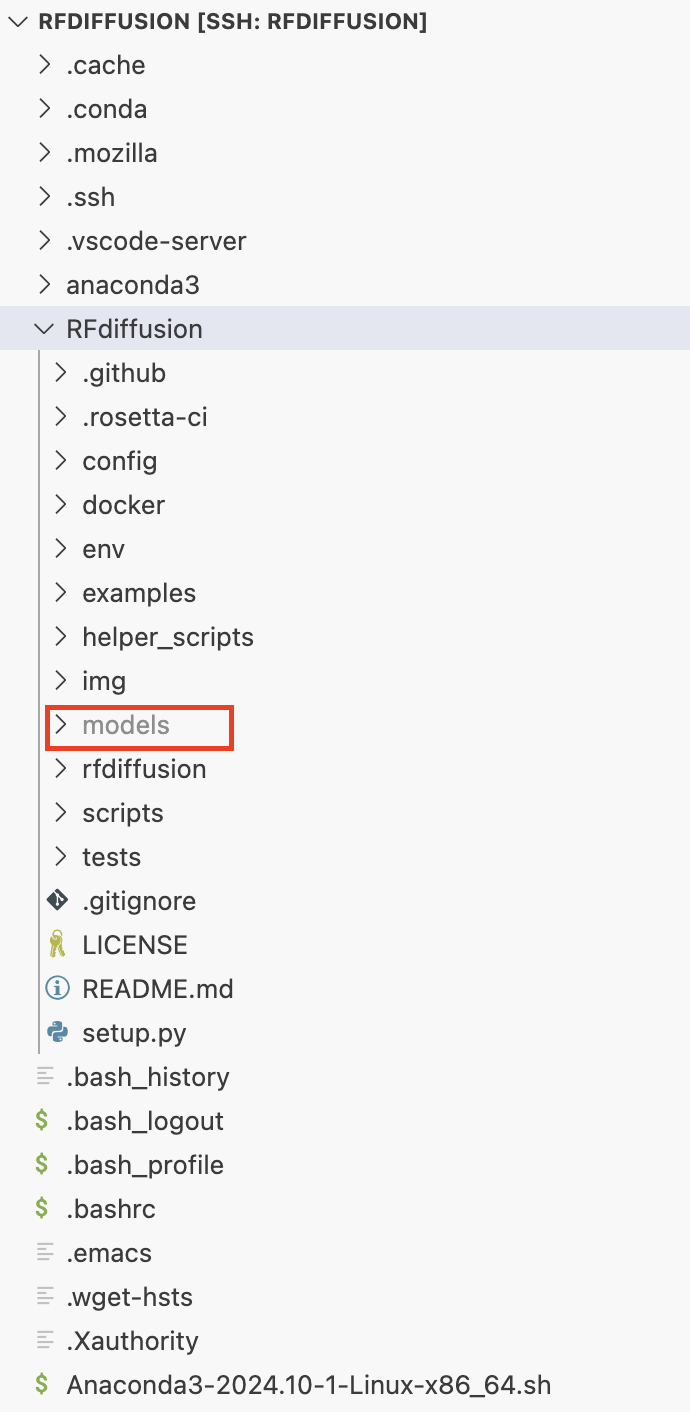 RFDIFFUSION [SSH: RFDIFFUSION]
.cache
.conda
.mozilla
.ssh
.vscode-server
anaconda3
RFdiffusion
.github
.rosetta-ci
config
docker
env
examples
helper_scripts
img
models
rfdiffusion
scripts
tests
.gitignore
LICENSE
README.md
setup.py
.bash_history
.bash_logout
.bash_profile
.bashrc
.emacs
.wget-hsts
.Xauthority
Anaconda3-2024.10-1-Linux-x86_64.sh